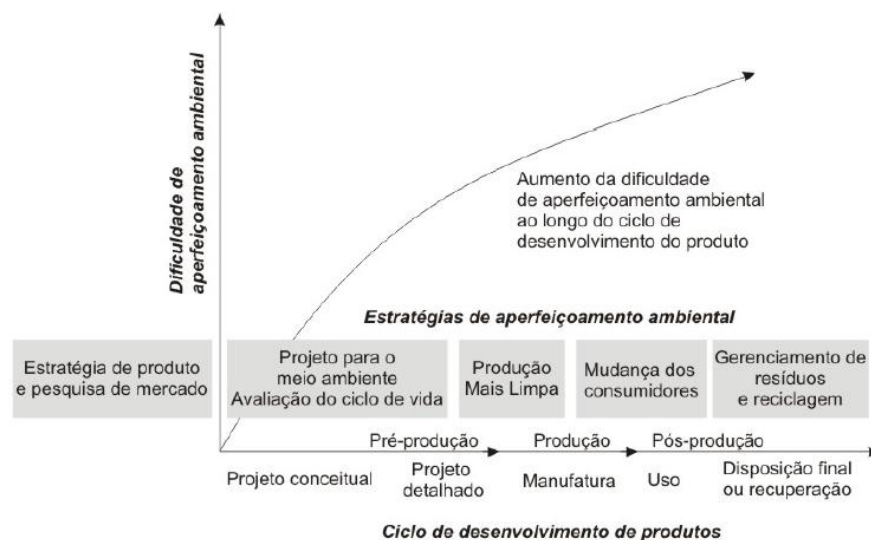 Dificuldade de
aperfeiçoamento ambiental
Aumento da dificuldade
de aperfeiçoamento ambiental
ao longo do ciclo de
desenvolvimento do produto
Estratégias de aperfeiçoamento ambiental
Estratégia de produto
e pesquisa de mercado
Projeto para o
meio ambiente
Avaliação do ciclo de vida
Produção
Mais Limpa
Mudança dos
consumidores
Gerenciamento de
resíduos
e reciclagem
Pré-produção
Produção
Pós-produção
Projeto conceitual
Projeto
detalhado
Manufatura
Uso
Disposição final
ou recuperação
Ciclo de desenvolvimento de produtos